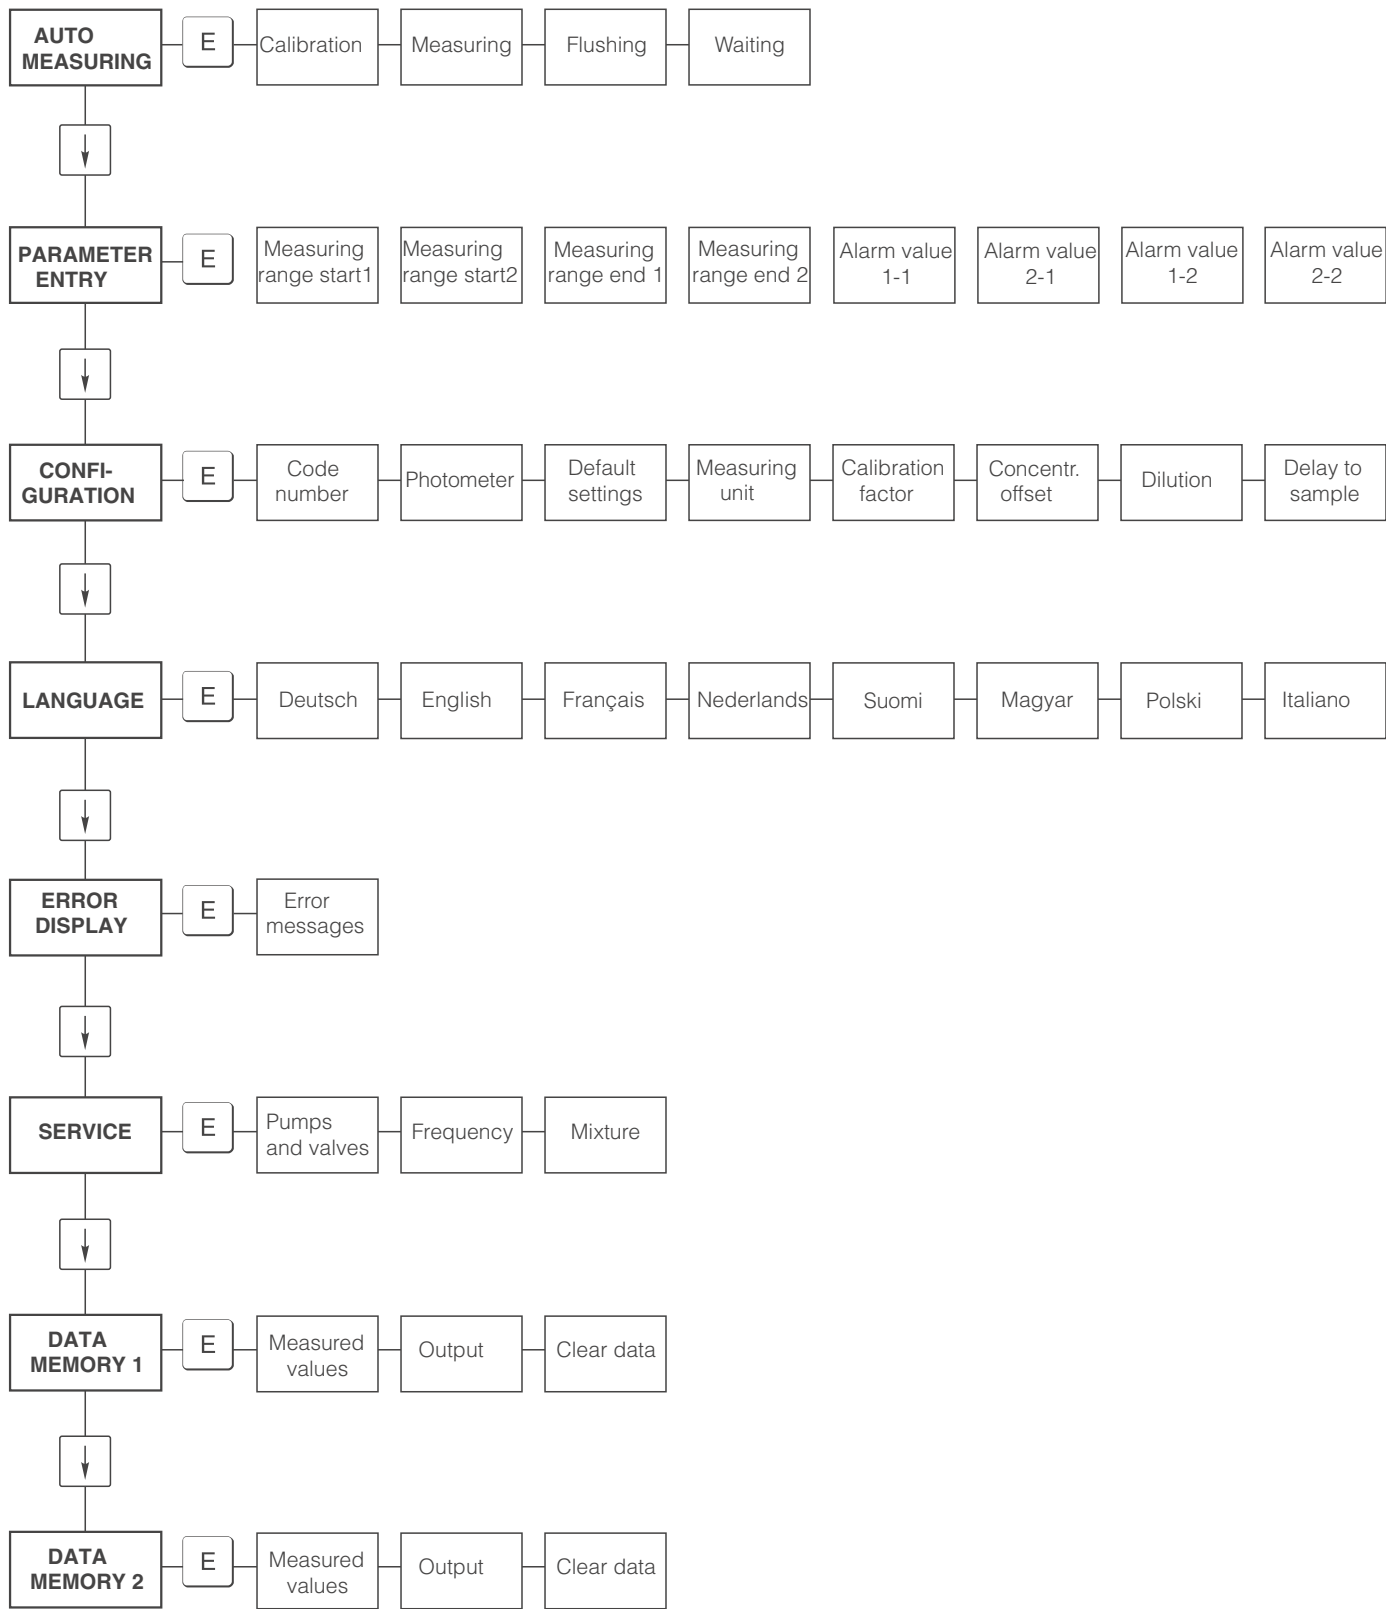 AUTO
MEASURING
E
Calibration
Measuring
Flushing
Waiting
PARAMETER
ENTRY
E
Measuring
range start1
Measuring
range start2
Measuring
range end 1
Measuring
range end 2
Alarm value
1-1
Alarm value
2-1
Alarm value
1-2
Alarm value
2-2
CONFI-
GURATION
E
Code
number
Photometer
Default
settings
Measuring
unit
Calibration
factor
Concentr.
offset
Dilution
Delay to
sample
LANGUAGE
E
Deutsch
English
Français
Nederlands
Suomi
Magyar
Polski
Italiano
ERROR
DISPLAY
E
Error
messages
SERVICE
E
Pumps
and valves
Frequency
Mixture
DATA
MEMORY 1
E
Measured
values
Output
Clear data
DATA
MEMORY 2
E
Measured
values
Output
Clear data